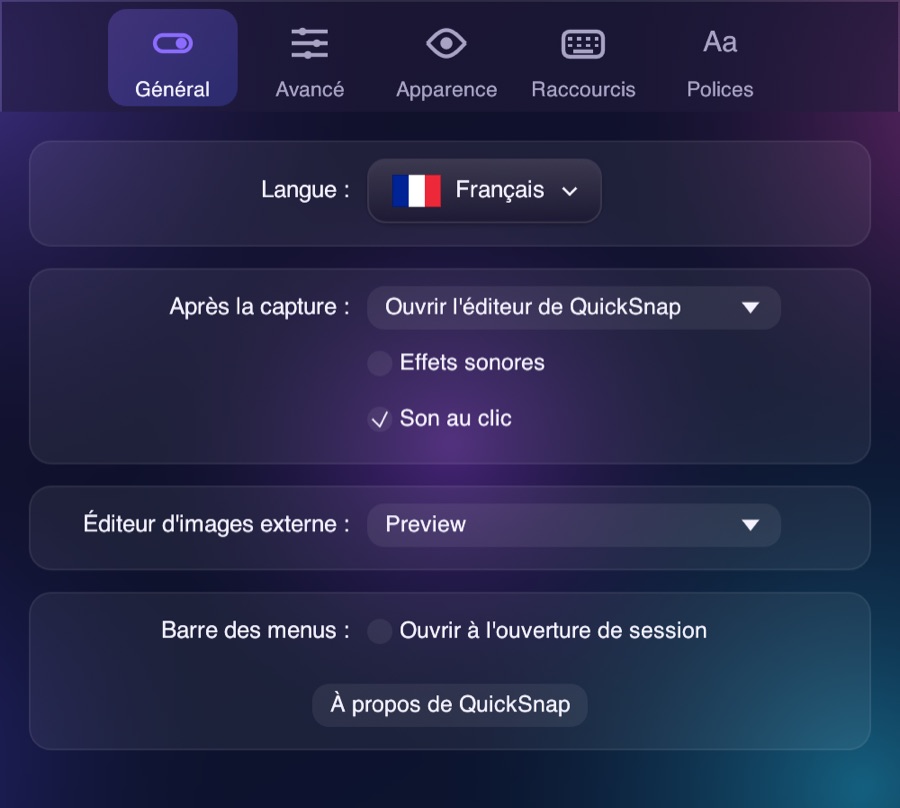 Aa
Général Avancé Apparence Raccourcis Polices
Langue : Français
Après la capture : Ouvrir l'éditeur de QuickSnap
Effets sonores
Son au clic
Éditeur d'images externe : Preview
Barre des menus : Ouvrir à l'ouverture de session
À propos de QuickSnap